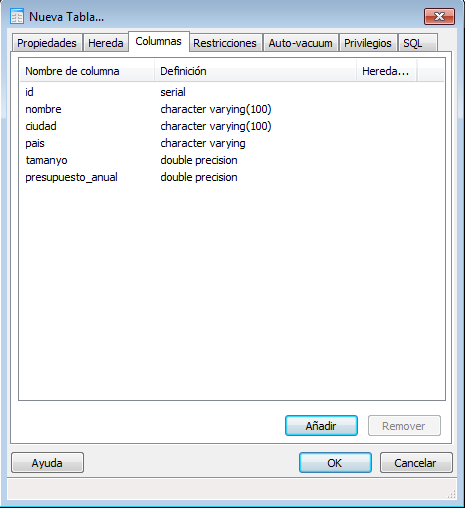 Nueva Tabla...
Propiedades Hereda Columnas Restricciones Auto-vacuum Privilegios SQL
Nombre de columna Definición Hereda...
id serial
nombre character varying(100)
ciudad character varying(100)
pais character varying
tamanyo double precision
presupuesto_anual double precision
Añadir Remover
Ayuda OK Cancelar